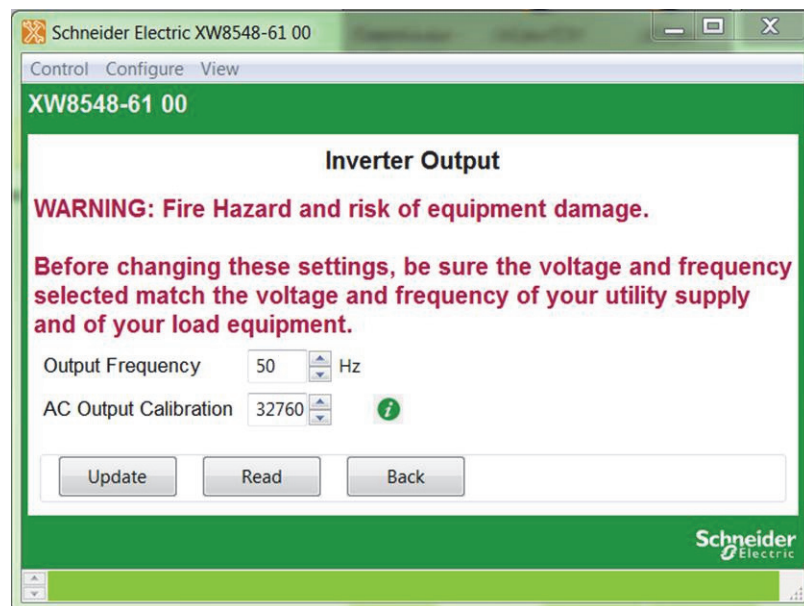 Schneider Electric XW8548-61 00
Control Configure View
XW8548-61 00
Inverter Output
WARNING: Fire Hazard and risk of equipment damage.
Before changing these settings, be sure the voltage and frequency
selected match the voltage and frequency of your utility supply
and of your load equipment.
Output Frequency 50 Hz
AC Output Calibration 32760 i
Update Read Back
Schneider
Electric